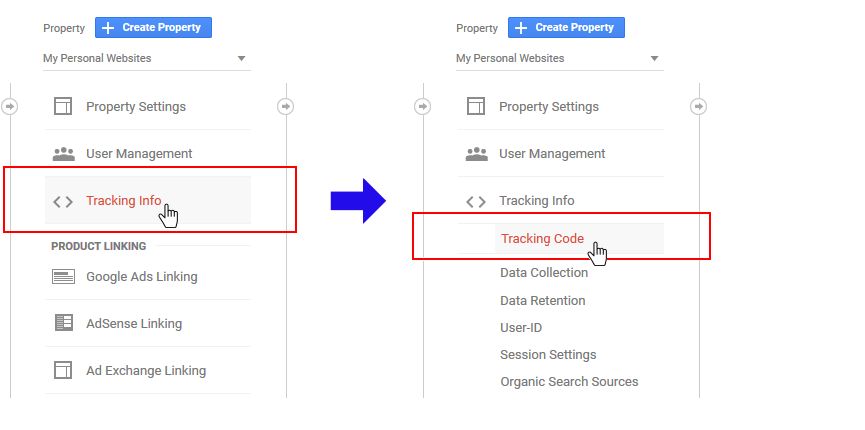 Property
Create Property
My Personal Websites
Property Settings
User Management
Tracking Info
PRODUCT LINKING
Google Ads Linking
AdSense Linking
Ad Exchange Linking
Property
Create Property
My Personal Websites
Property Settings
User Management
Tracking Info
Tracking Code
Data Collection
Data Retention
User-ID
Session Settings
Organic Search Sources